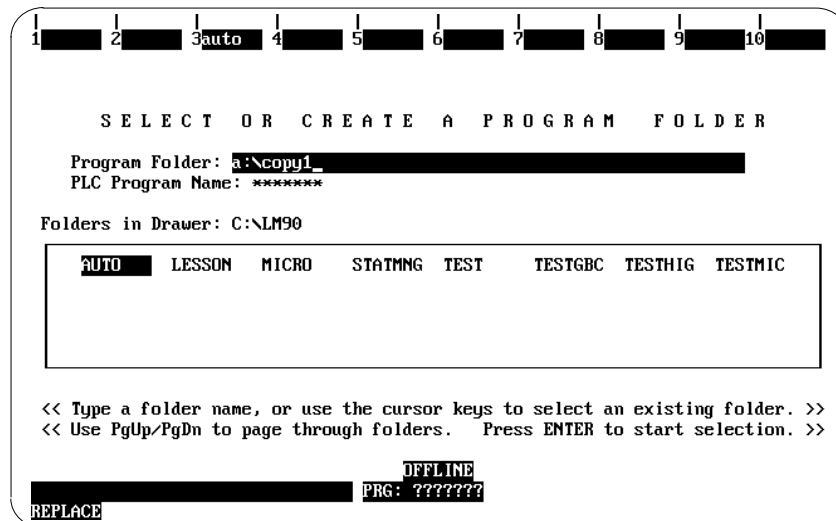 1 2 3auto 4 5 6 7 8 9 10
SELECT OR CREATE A PROGRAM FOLDER
Program Folder: a:\copy1_
PLC Program Name: *******
Folders in Drawer: C:\LM90
AUTO LESSON MICRO STATMNG TEST TESTGBC TESTHIG TESTMIC
<< Type a folder name, or use the cursor keys to select an existing folder. >>
<< Use PgUp/PgDn to page through folders. Press ENTER to start selection. >>
OFFLINE
PRG: ???????
REPLACE